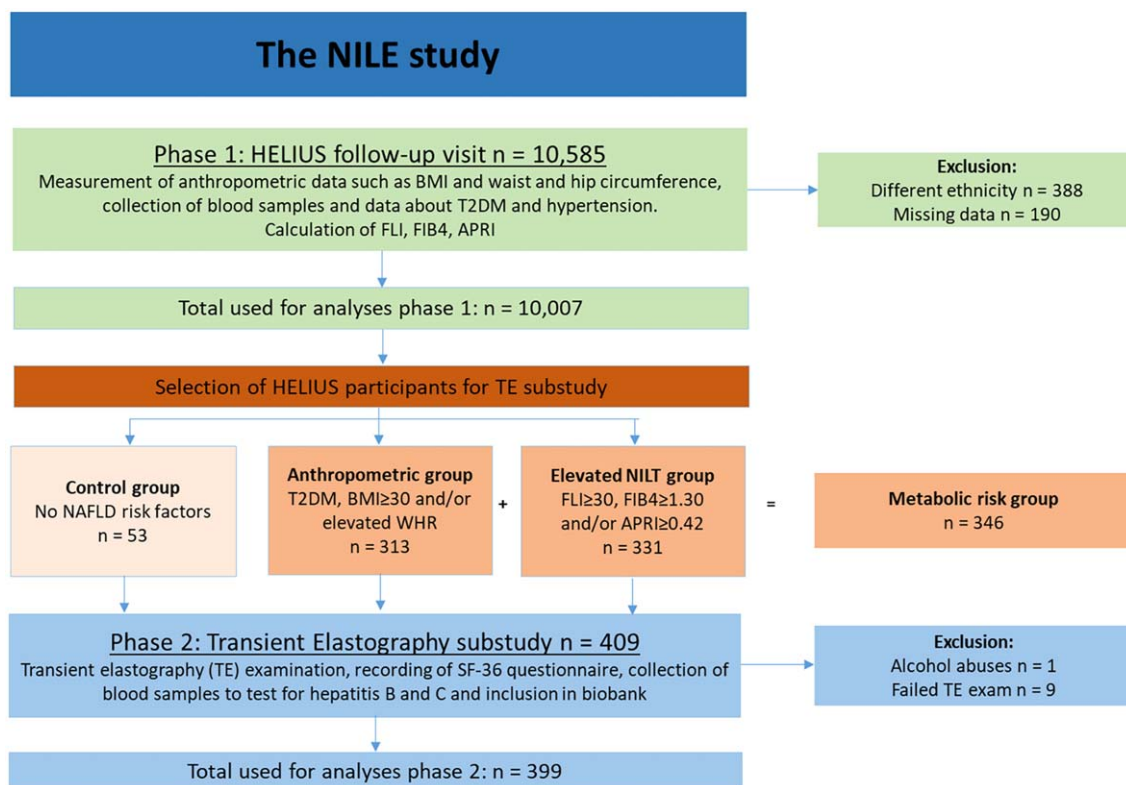 The NILE study
Phase 1: HELIUS follow-up visit n = 10,585
Measurement of anthropometric data such as BMI and waist and hip circumference,
collection of blood samples and data about T2DM and hypertension.
Calculation of FLI, FIB4, APRI
Exclusion:
Different ethnicity n = 388
Missing data n = 190
Total used for analyses phase 1: n = 10,007
Selection of HELIUS participants for TE substudy
Control group
No NAFLD risk factors
n = 53
Anthropometric group
T2DM, BMI≥30 and/or
elevated WHR
n = 313
+
Elevated NILT group
FLI≥30, FIB4≥1.30
and/or APRI≥0.42
n = 331
=
Metabolic risk group
n = 346
Phase 2: Transient Elastography substudy n = 409
Transient elastography (TE) examination, recording of SF-36 questionnaire, collection of
blood samples to test for hepatitis B and C and inclusion in biobank
Exclusion:
Alcohol abuses n = 1
Failed TE exam n = 9
Total used for analyses phase 2: n = 399